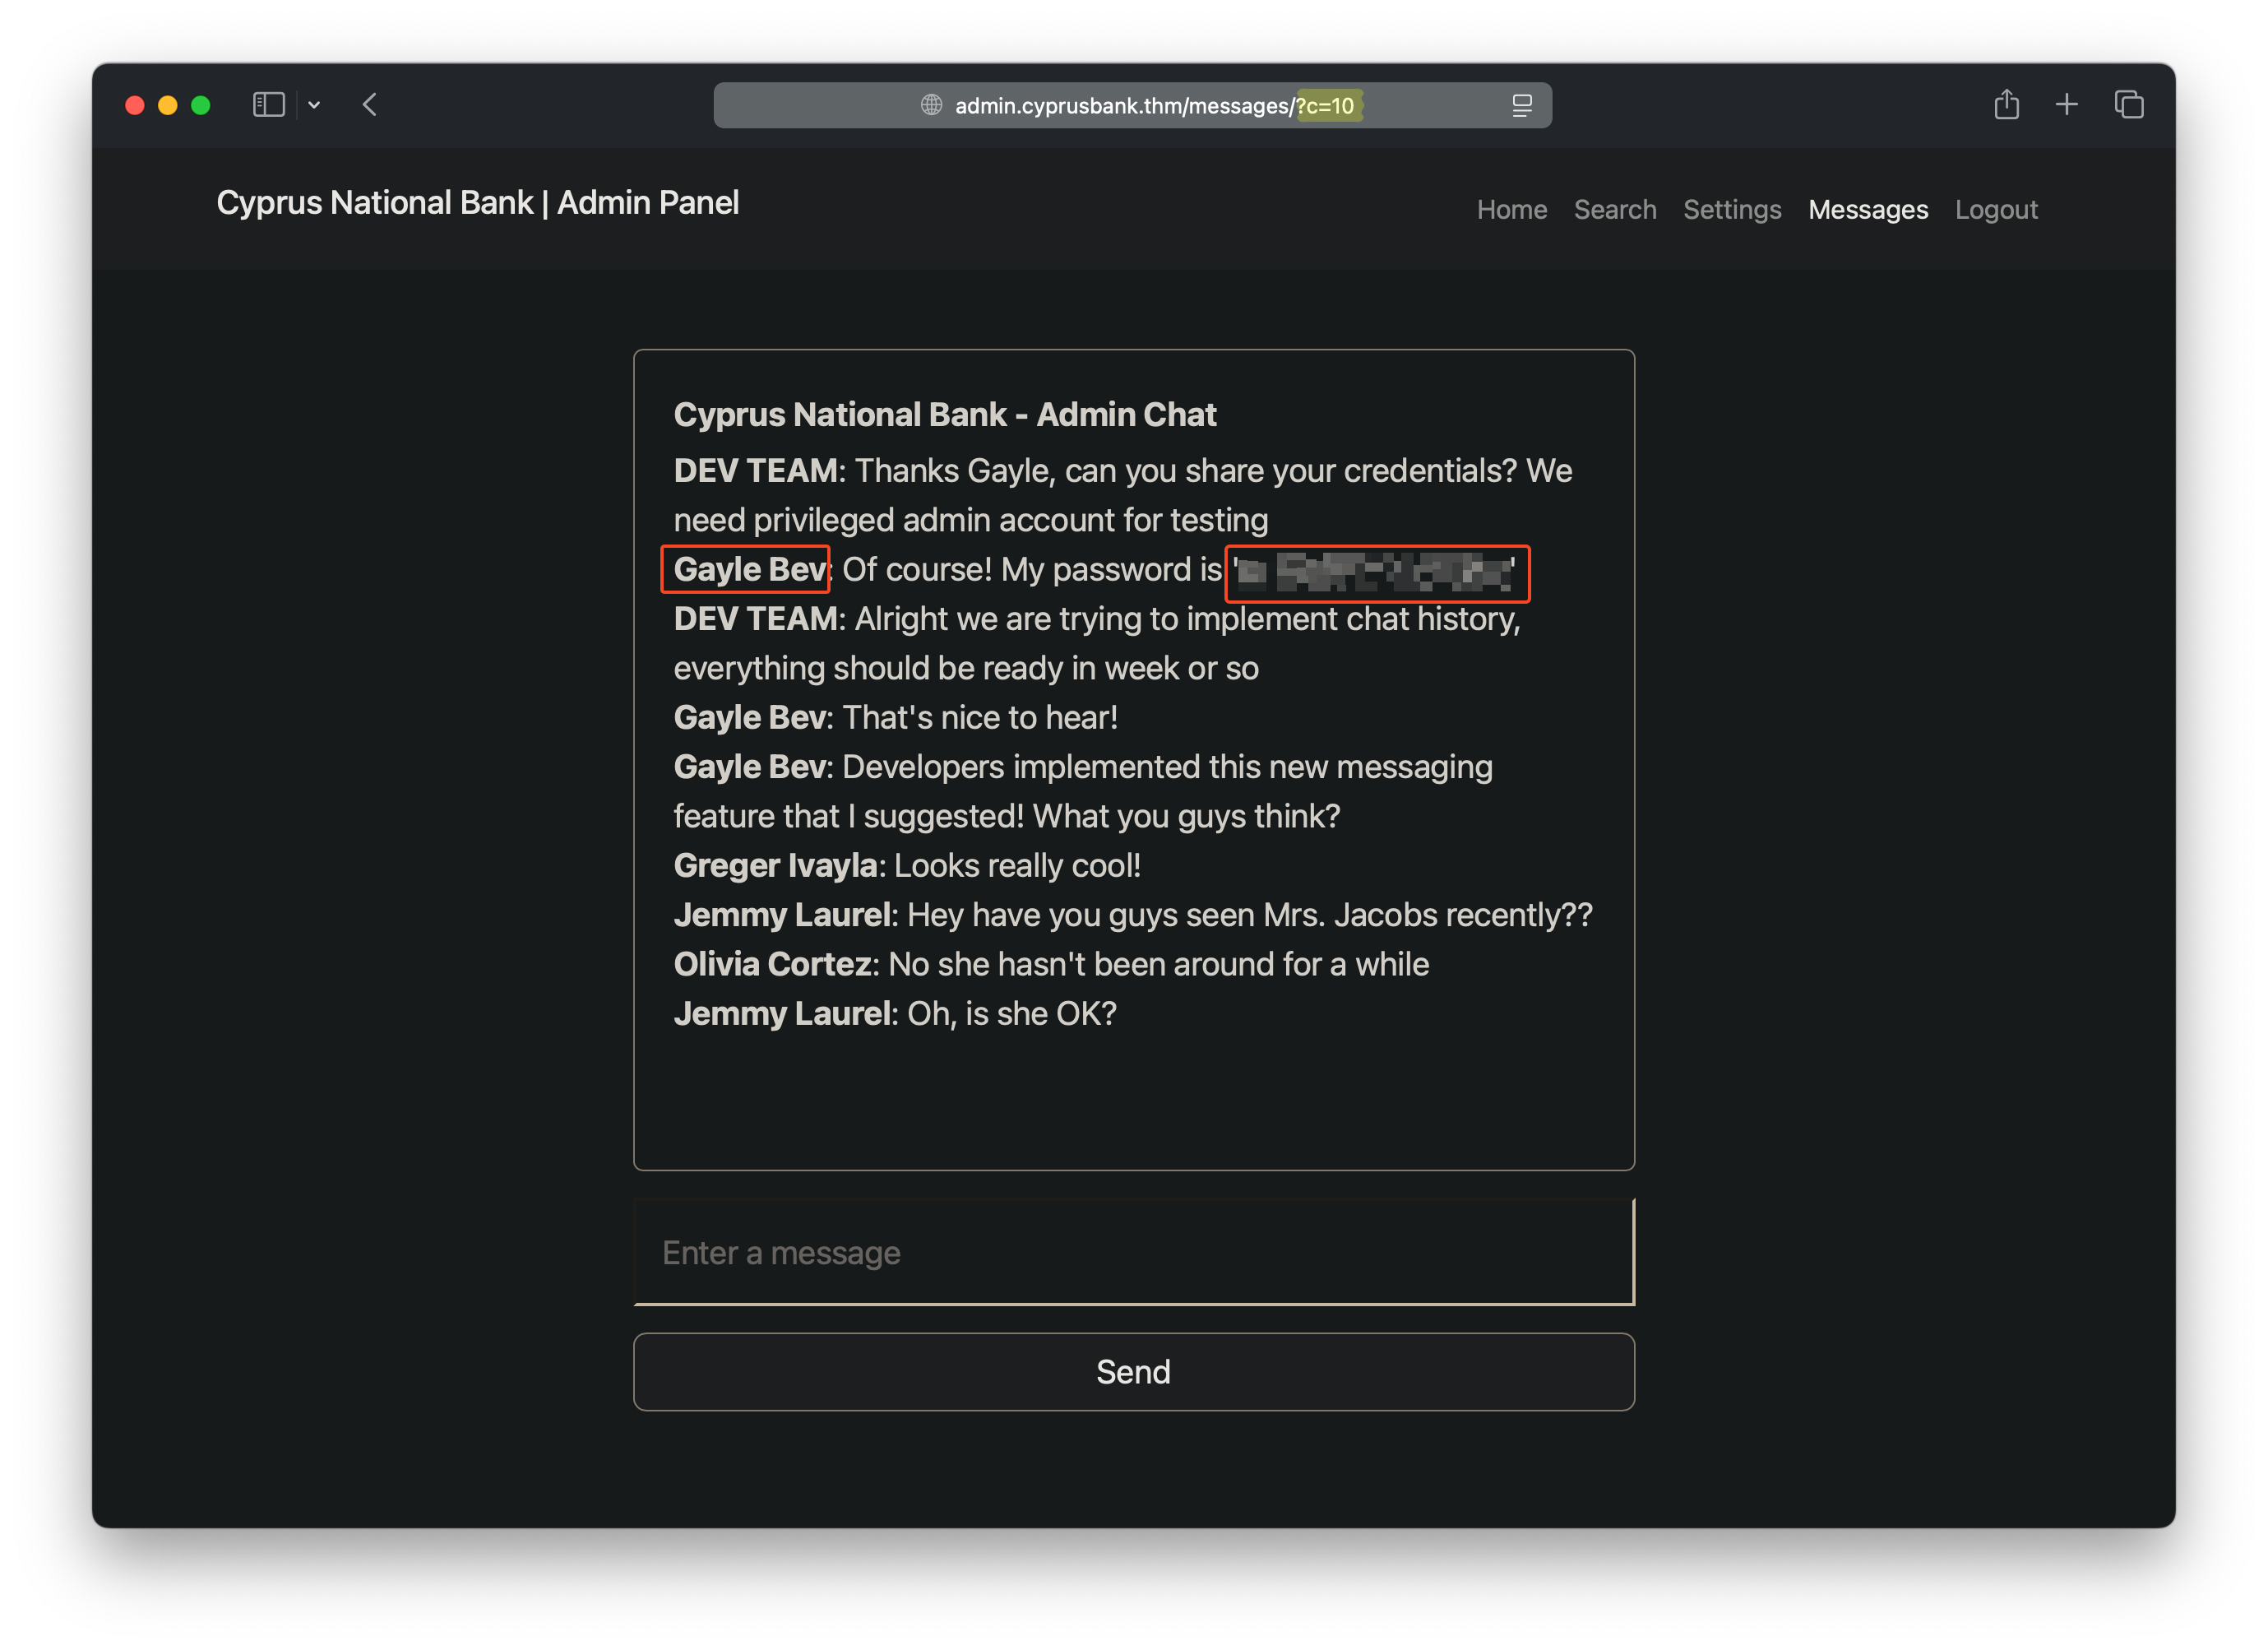 admin.cyprusbank.thm/messages/?c=10
Cyprus National Bank | Admin Panel
Home Search Settings Messages Logout
Cyprus National Bank - Admin Chat
DEV TEAM: Thanks Gayle, can you share your credentials? We
need privileged admin account for testing
Gayle Bev: Of course! My password is ' '
DEV TEAM: Alright we are trying to implement chat history,
everything should be ready in week or so
Gayle Bev: That's nice to hear!
Gayle Bev: Developers implemented this new messaging
feature that I suggested! What you guys think?
Greger Ivayla: Looks really cool!
Jemmy Laurel: Hey have you guys seen Mrs. Jacobs recently??
Olivia Cortez: No she hasn't been around for a while
Jemmy Laurel: Oh, is she OK?
Enter a message
Send